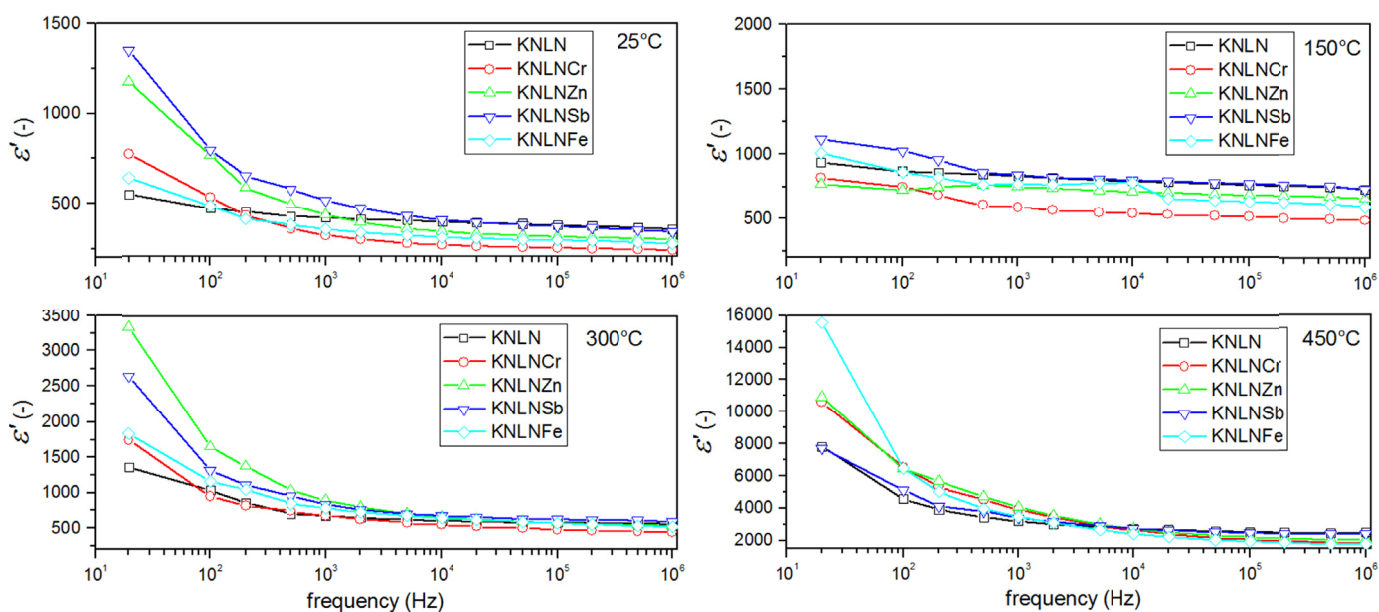 1500
1000
500
ε′ (-)
10¹ 10² 10³ 10⁴ 10⁵ 10⁶
KNLN
KNLNCr
KNLNZn
KNLNSb
KNLNFe
25°C
2000
1500
1000
500
ε′ (-)
10¹ 10² 10³ 10⁴ 10⁵ 10⁶
KNLN
KNLNCr
KNLNZn
KNLNSb
KNLNFe
150°C
3500
3000
2500
2000
1500
1000
500
ε′ (-)
10¹ 10² 10³ 10⁴ 10⁵ 10⁶
frequency (Hz)
KNLN
KNLNCr
KNLNZn
KNLNSb
KNLNFe
300°C
16000
14000
12000
10000
8000
6000
4000
2000
ε′ (-)
10¹ 10² 10³ 10⁴ 10⁵ 10⁶
frequency (Hz)
KNLN
KNLNCr
KNLNZn
KNLNSb
KNLNFe
450°C